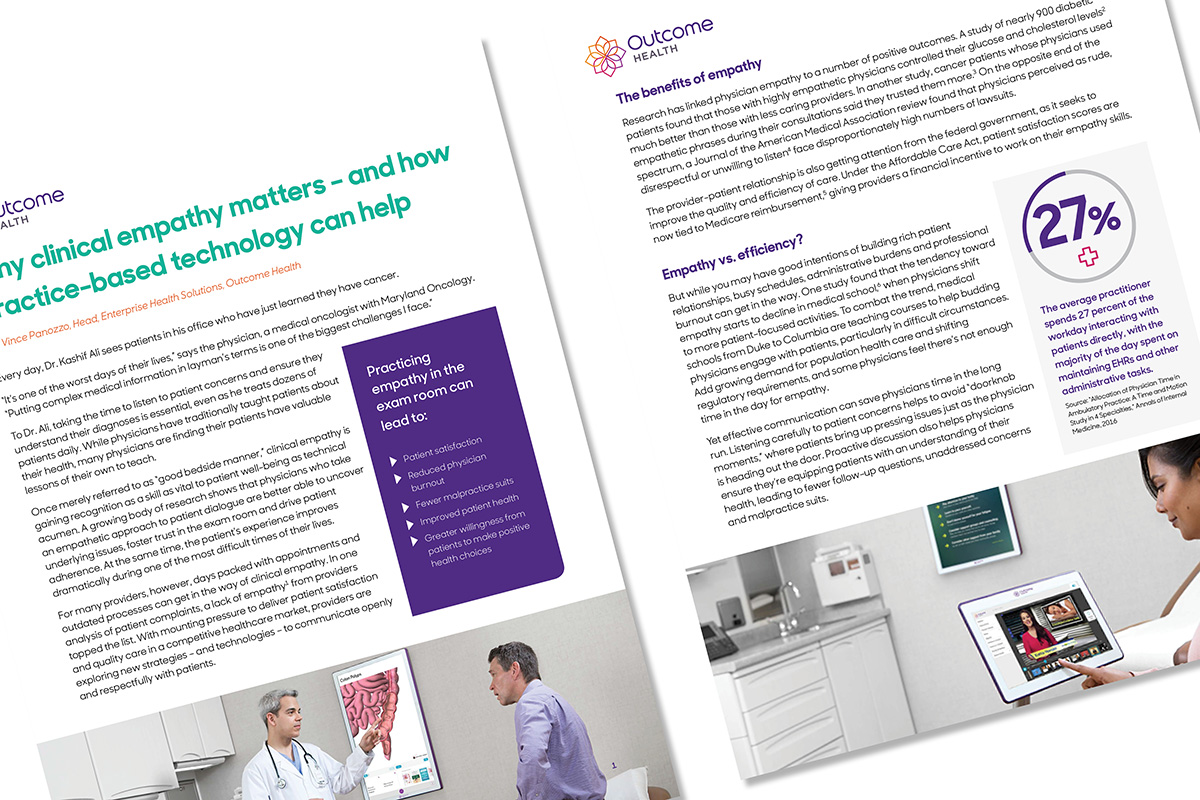 utcome
ALTH
hy clinical empathy matters – and how
ractice-based technology can help
Vince Panozzo, Head, Enterprise Health Solutions, Outcome Health
Every day, Dr. Kashif Ali sees patients in his office who have just learned they have cancer.
"It's one of the worst days of their lives," says the physician, a medical oncologist with Maryland Oncology.
"Putting complex medical information in layman's terms is one of the biggest challenges I face."
To Dr. Ali, taking the time to listen to patient concerns and ensure they
understand their diagnoses is essential, even as he treats dozens of
patients daily. While physicians have traditionally taught patients about
their health, many physicians are finding their patients have valuable
lessons of their own to teach.
Once merely referred to as "good bedside manner," clinical empathy is
gaining recognition as a skill as vital to patient well-being as technical
acumen. A growing body of research shows that physicians who take
an empathetic approach to patient dialogue are better able to uncover
underlying issues, foster trust in the exam room and drive patient
adherence. At the same time, the patient's experience improves
dramatically during one of the most difficult times of their lives.
For many providers, however, days packed with appointments and
outdated processes can get in the way of clinical empathy. In one
analysis of patient complaints, a lack of empathy¹ from providers
topped the list. With mounting pressure to deliver patient satisfaction
and quality care in a competitive healthcare market, providers are
exploring new strategies – and technologies – to communicate openly
and respectfully with patients.
Practicing
empathy in the
exam room can
lead to:
Patient satisfaction
Reduced physician
burnout
Fewer malpractice suits
Improved patient health
Greater willingness from
patients to make positive
health choices
Colon Polyps
1
Outcome
HEALTH
The benefits of empathy
Research has linked physician empathy to a number of positive outcomes. A study of nearly 900 diabetic
patients found that those with highly empathetic physicians controlled their glucose and cholesterol levels²
much better than those with less caring providers. In another study, cancer patients whose physicians used
empathetic phrases during their consultations said they trusted them more.³ On the opposite end of the
spectrum, a Journal of the American Medical Association review found that physicians perceived as rude,
disrespectful or unwilling to listen⁴ face disproportionately high numbers of lawsuits.
The provider-patient relationship is also getting attention from the federal government, as it seeks to
improve the quality and efficiency of care. Under the Affordable Care Act, patient satisfaction scores are
now tied to Medicare reimbursement,⁵ giving providers a financial incentive to work on their empathy skills.
Empathy vs. efficiency?
But while you may have good intentions of building rich patient
relationships, busy schedules, administrative burdens and professional
burnout can get in the way. One study found that the tendency toward
empathy starts to decline in medical school,⁶ when physicians shift
to more patient-focused activities. To combat the trend, medical
schools from Duke to Columbia are teaching courses to help budding
physicians engage with patients, particularly in difficult circumstances.
Add growing demand for population health care and shifting
regulatory requirements, and some physicians feel there's not enough
time in the day for empathy.
Yet effective communication can save physicians time in the long
run. Listening carefully to patient concerns helps to avoid "doorknob
moments," where patients bring up pressing issues just as the physician
is heading out the door. Proactive discussion also helps physicians
ensure they're equipping patients with an understanding of their
health, leading to fewer follow-up questions, unaddressed concerns
and malpractice suits.
27%
The average practitioner
spends 27 percent of the
workday interacting with
patients directly, with the
majority of the day spent on
maintaining EHRs and other
administrative tasks.
Source: "Allocation of Physician Time in
Ambulatory Practice: A Time and Motion
Study in 4 Specialties," Annals of Internal
Medicine, 2016